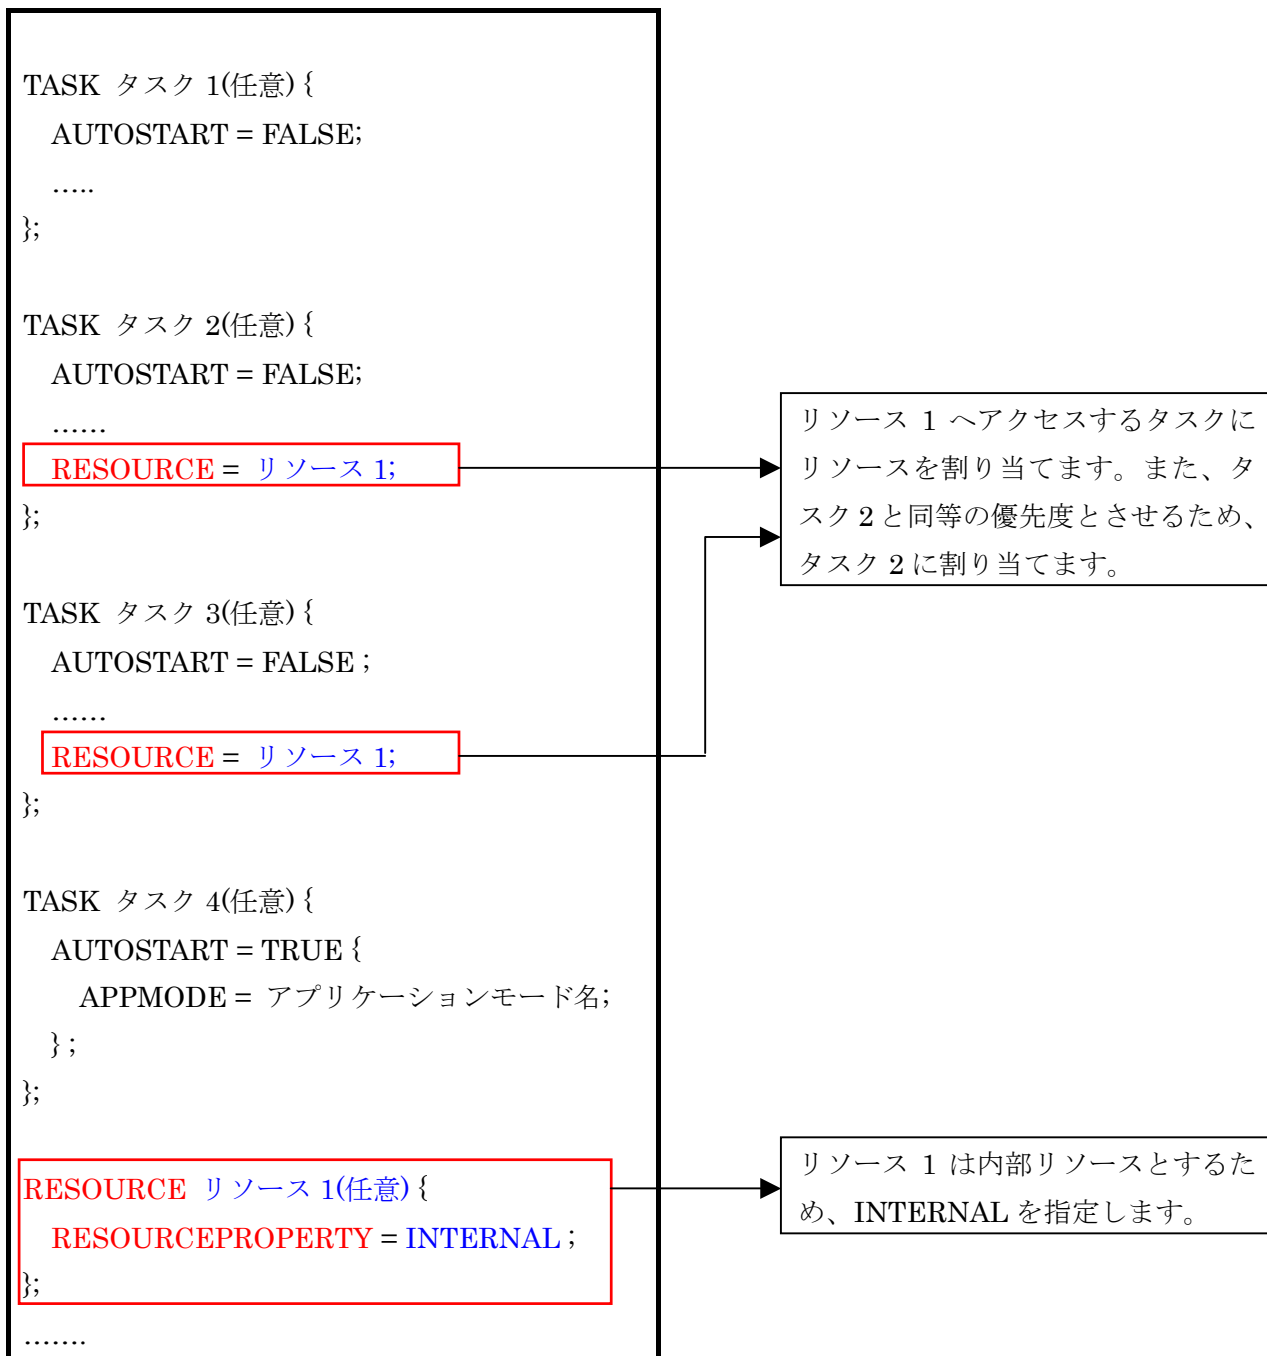 TASK タスク 1(任意) {
AUTOSTART = FALSE;
…..
};
TASK タスク 2(任意) {
AUTOSTART = FALSE;
……
RESOURCE = リソース 1;
};
TASK タスク 3(任意) {
AUTOSTART = FALSE ;
……
RESOURCE = リソース 1;
};
TASK タスク 4(任意) {
AUTOSTART = TRUE {
APPMODE = アプリケーションモード名;
} ;
};
RESOURCE リソース 1(任意) {
RESOURCEPROPERTY = INTERNAL ;
};
…….
リソース 1 へアクセスするタスクに
リソースを割り当てます。また、タ
スク 2 と同等の優先度とさせるため、
タスク 2 に割り当てます。
リソース 1 は内部リソースとするた
め、INTERNAL を指定します。